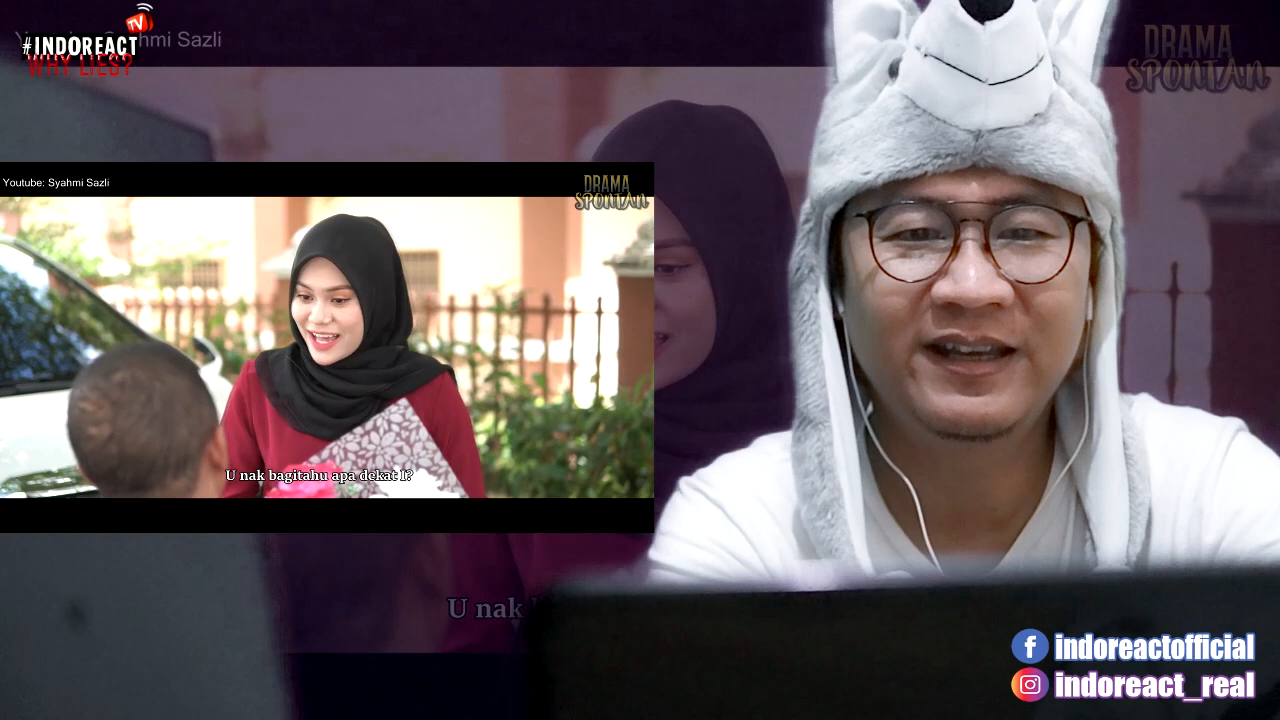 TV
#INDOREACT
WHY LIES?
hmi Sazli
DRAMA
SPONTAN
Youtube: Syahmi Sazli
DRAMA
SPONTAN
U nak bagitahu apa dekat I?
U nak
indoreactofficial
indoreact_real